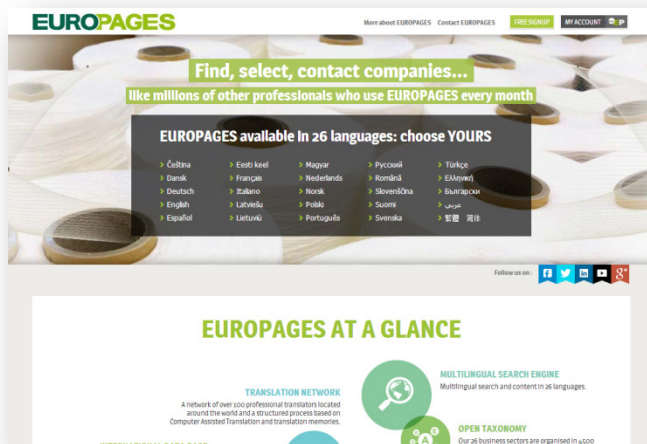 EUROPAGES
More about EUROPAGES Contact EUROPAGES FREE SIGNUP MY ACCOUNT
Find, select, contact companies...
like millions of other professionals who use EUROPAGES every month
EUROPAGES available in 26 languages: choose YOURS
Čeština Eesti keel Magyar Русский Türkçe
Dansk Français Nederlands Română Ελληνική
Deutsch Italiano Norsk Slovenščina Български
English Latviešu Polski Suomi عربي
Español Lietuvių Português Svenska 繁體 简体
Follow us on :
EUROPAGES AT A GLANCE
MULTILINGUAL SEARCH ENGINE
Multilingual search and content in 26 languages.
TRANSLATION NETWORK
A network of over 100 professional translators located
around the world and a structured process based on
Computer Assisted Translation and translation memories.
OPEN TAXONOMY
Our 26 business sectors are organised in 4000